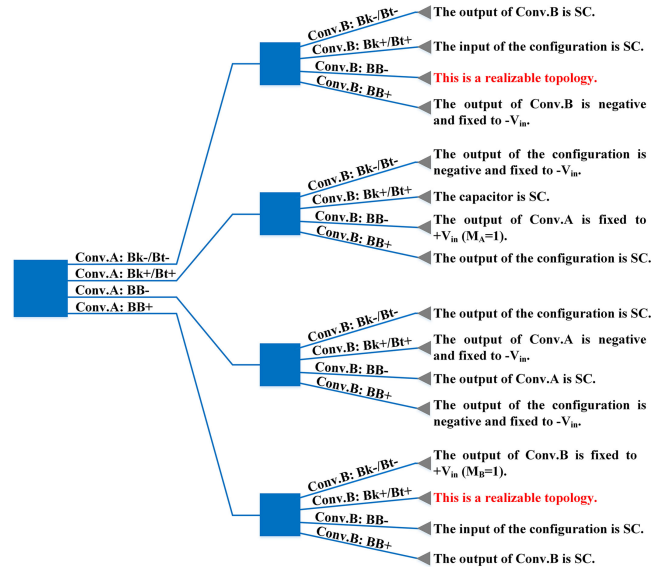 Conv.B: Bk-/Bt-
The output of Conv.B is SC.
Conv.B: Bk+/Bt+
The input of the configuration is SC.
Conv.B: BB-
This is a realizable topology.
Conv.B: BB+
The output of Conv.B is negative
and fixed to -Vin.
Conv.B: Bk-/Bt-
The output of the configuration is
negative and fixed to -Vin.
Conv.B: Bk+/Bt+
The capacitor is SC.
Conv.B: BB-
The output of Conv.A is fixed to
+Vin (MA=1).
Conv.B: BB+
The output of the configuration is SC.
Conv.A: Bk-/Bt-
Conv.A: Bk+/Bt+
Conv.A: BB-
Conv.A: BB+
Conv.B: Bk-/Bt-
The output of the configuration is SC.
Conv.B: Bk+/Bt+
The output of Conv.A is negative
and fixed to -Vin.
Conv.B: BB-
The output of Conv.A is SC.
Conv.B: BB+
The output of the configuration is
negative and fixed to -Vin.
Conv.B: Bk-/Bt-
The output of Conv.B is fixed to
+Vin (MB=1).
Conv.B: Bk+/Bt+
This is a realizable topology.
Conv.B: BB-
The input of the configuration is SC.
Conv.B: BB+
The output of Conv.B is SC.